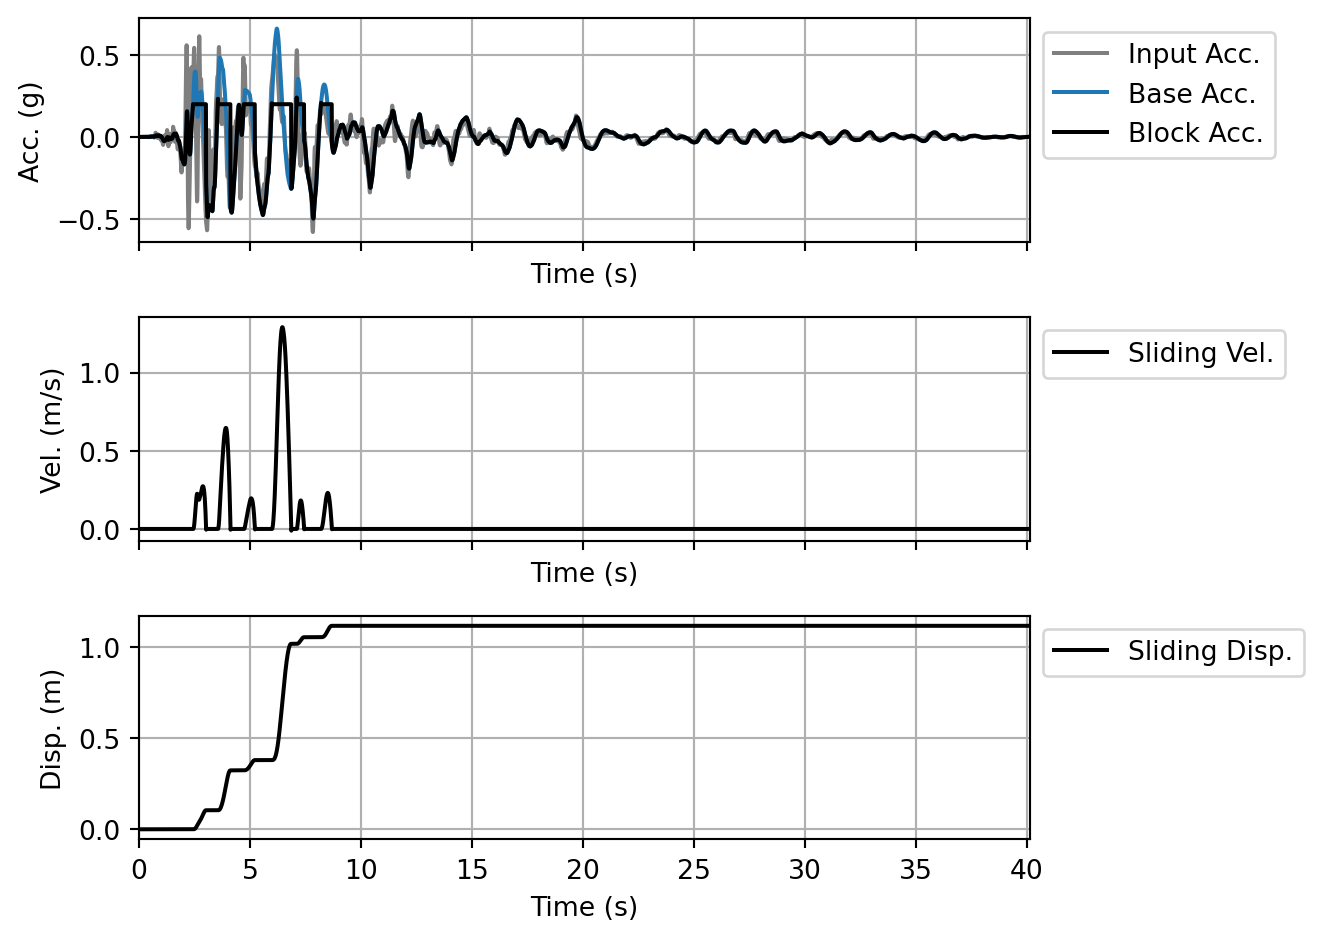 Acc. (g)
0.5
0.0
−0.5
Time (s)
Input Acc.
Base Acc.
Block Acc.
Vel. (m/s)
1.0
0.5
0.0
Time (s)
Sliding Vel.
Disp. (m)
1.0
0.5
0.0
0 5 10 15 20 25 30 35 40
Time (s)
Sliding Disp.